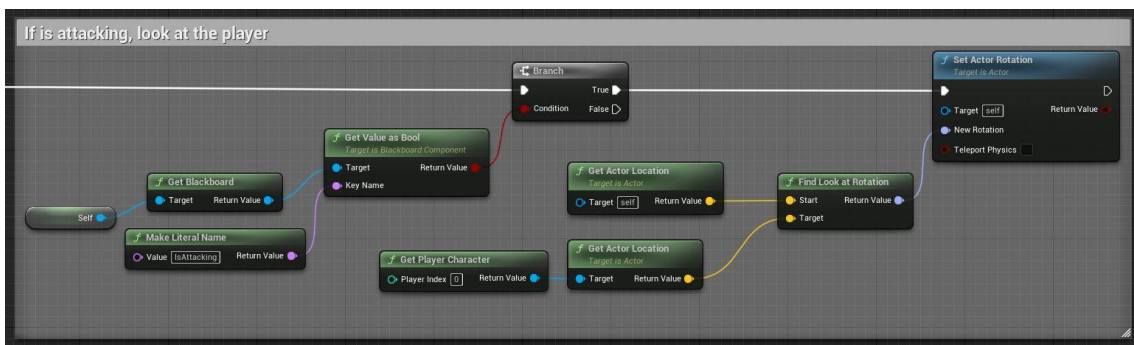 If is attacking, look at the player
Branch
True
Condition
False
Set Actor Rotation
Target is Actor
Target
self
Return Value
New Rotation
Teleport Physics
Get Value as Bool
Target is Blackboard Component
Target
Return Value
Key Name
Get Blackboard
Target
Return Value
Self
Make Literal Name
Value
IsAttacking
Return Value
Get Actor Location
Target is Actor
Target
self
Return Value
Find Look at Rotation
Start
Return Value
Target
Get Player Character
Player Index
0
Return Value
Get Actor Location
Target is Actor
Target
Return Value